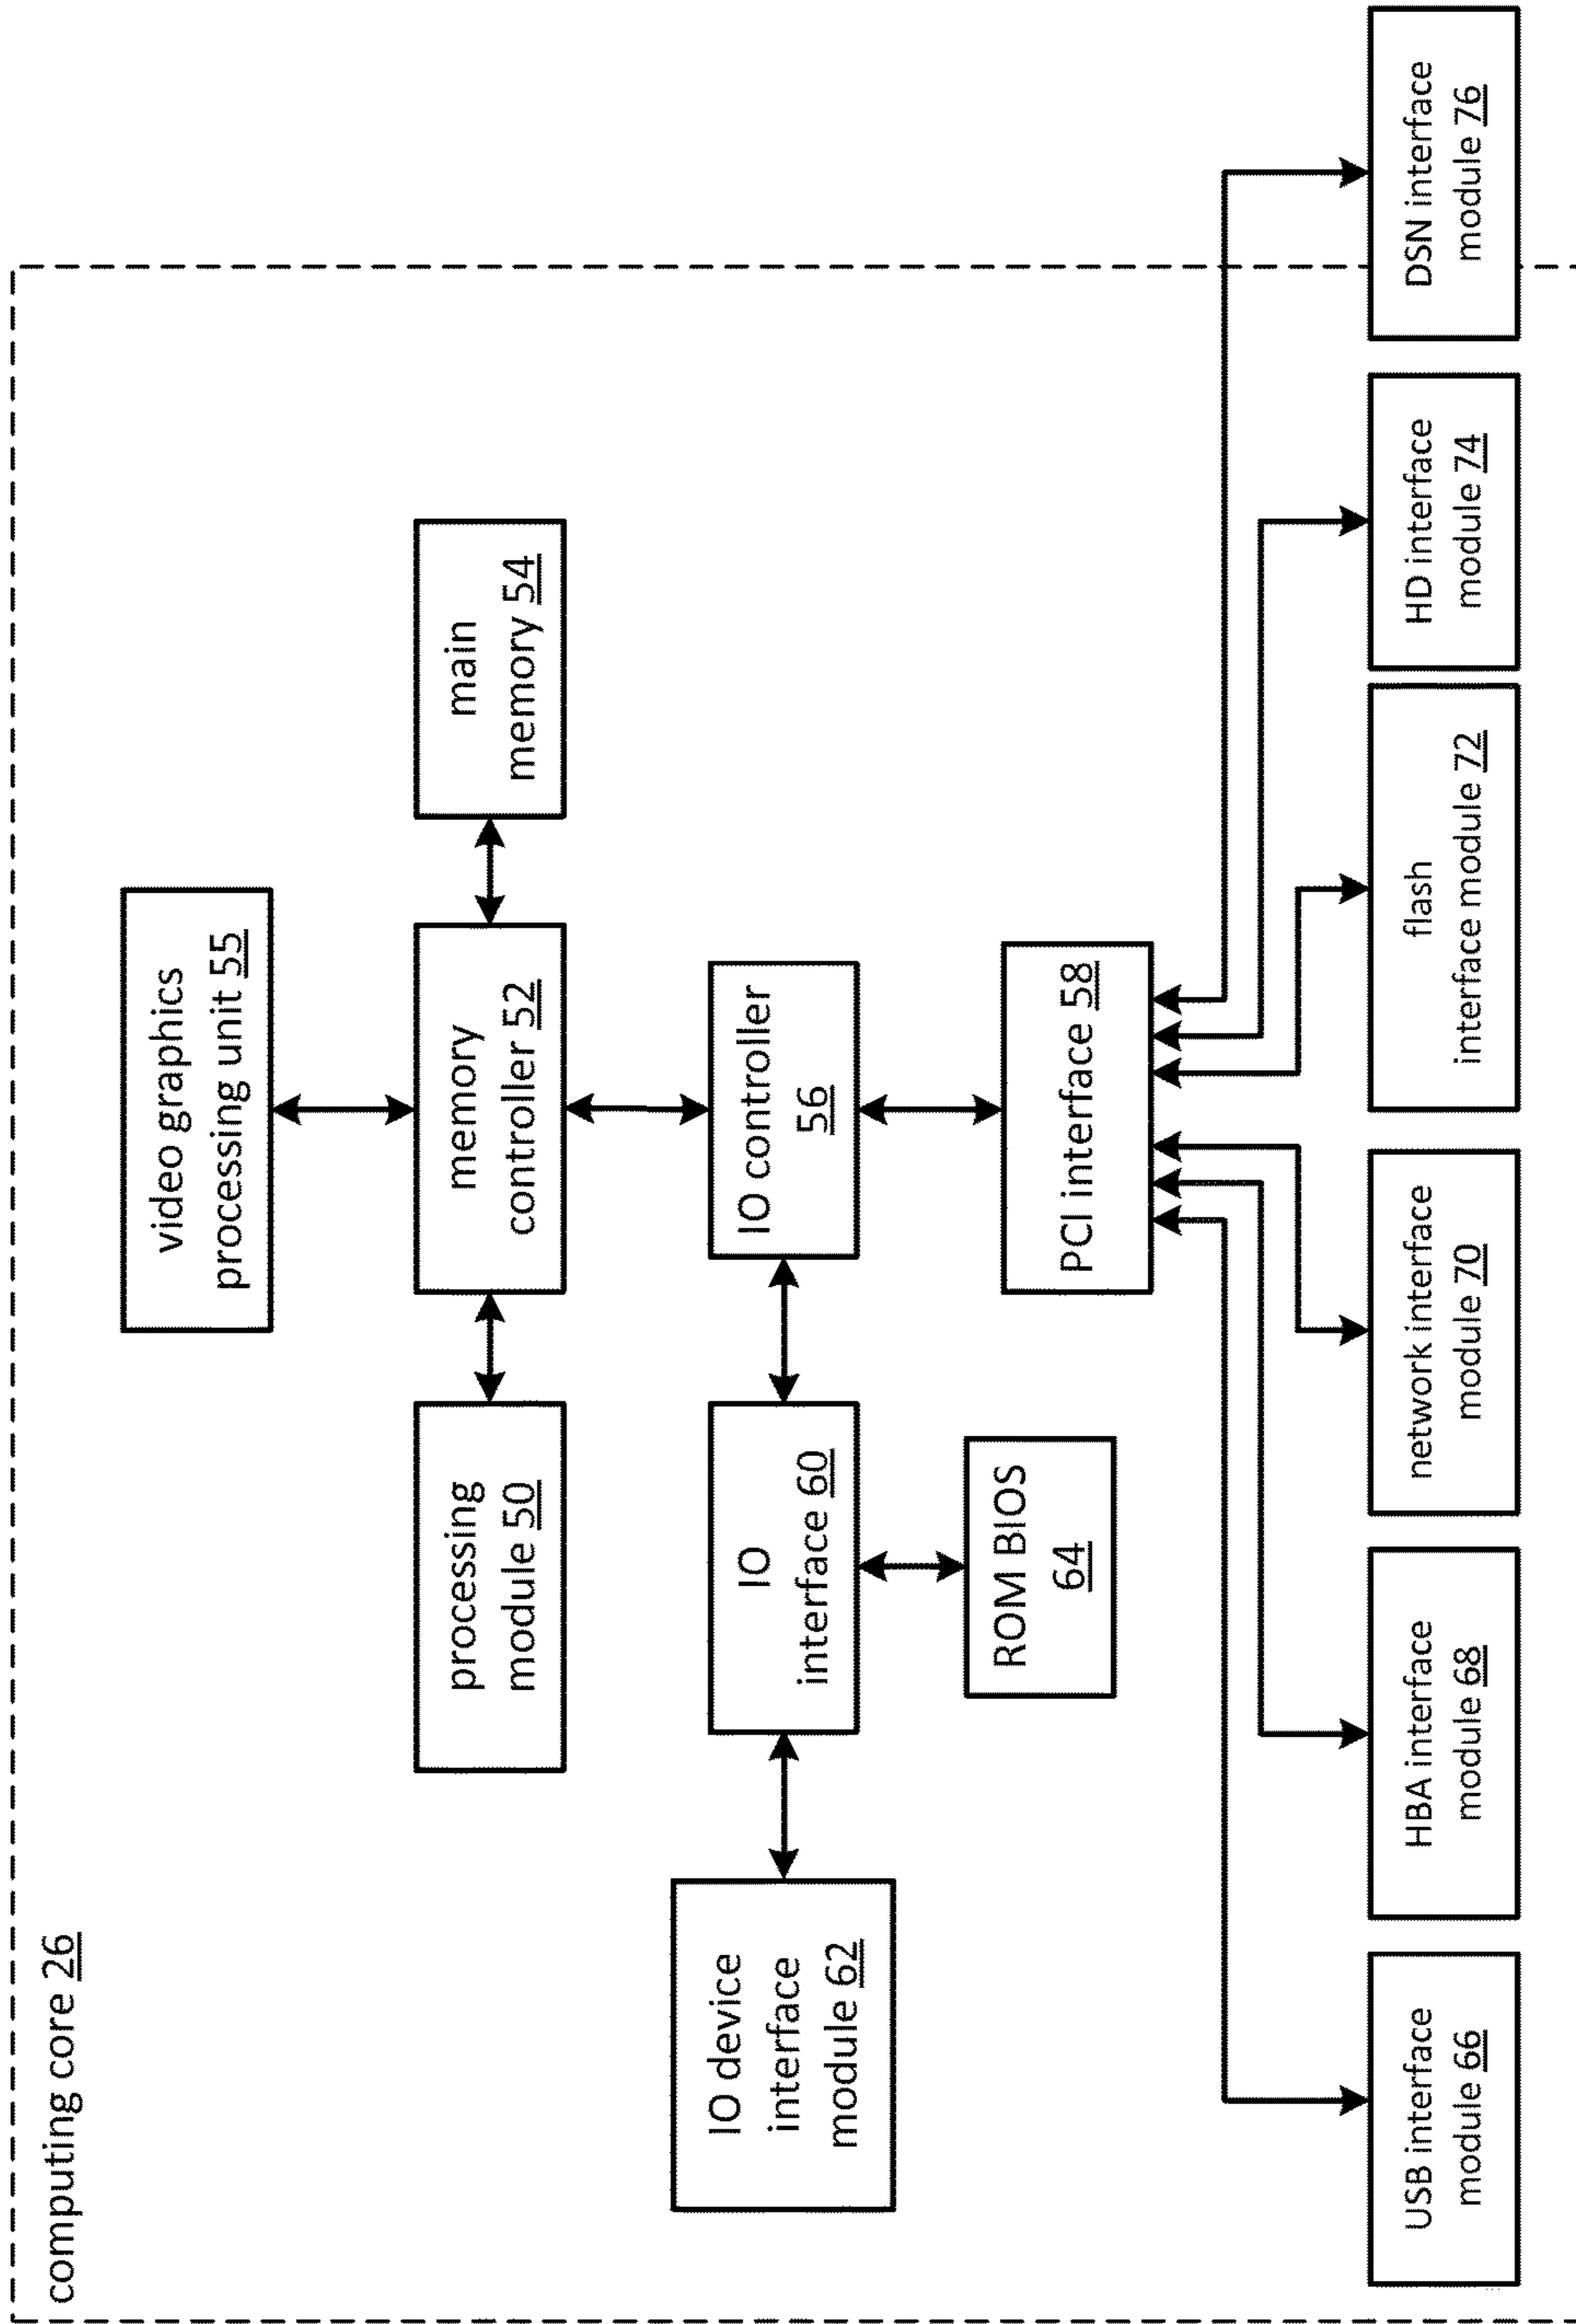 computing core 26
video graphics
processing unit 55
processing
module 50
memory
controller 52
main
memory 54
IO device
interface
module 62
IO
interface 60
IO controller
56
ROM BIOS
64
PCI interface 58
USB interface
module 66
HBA interface
module 68
network interface
module 70
flash
interface module 72
HD interface
module 74
DSN interface
module 76